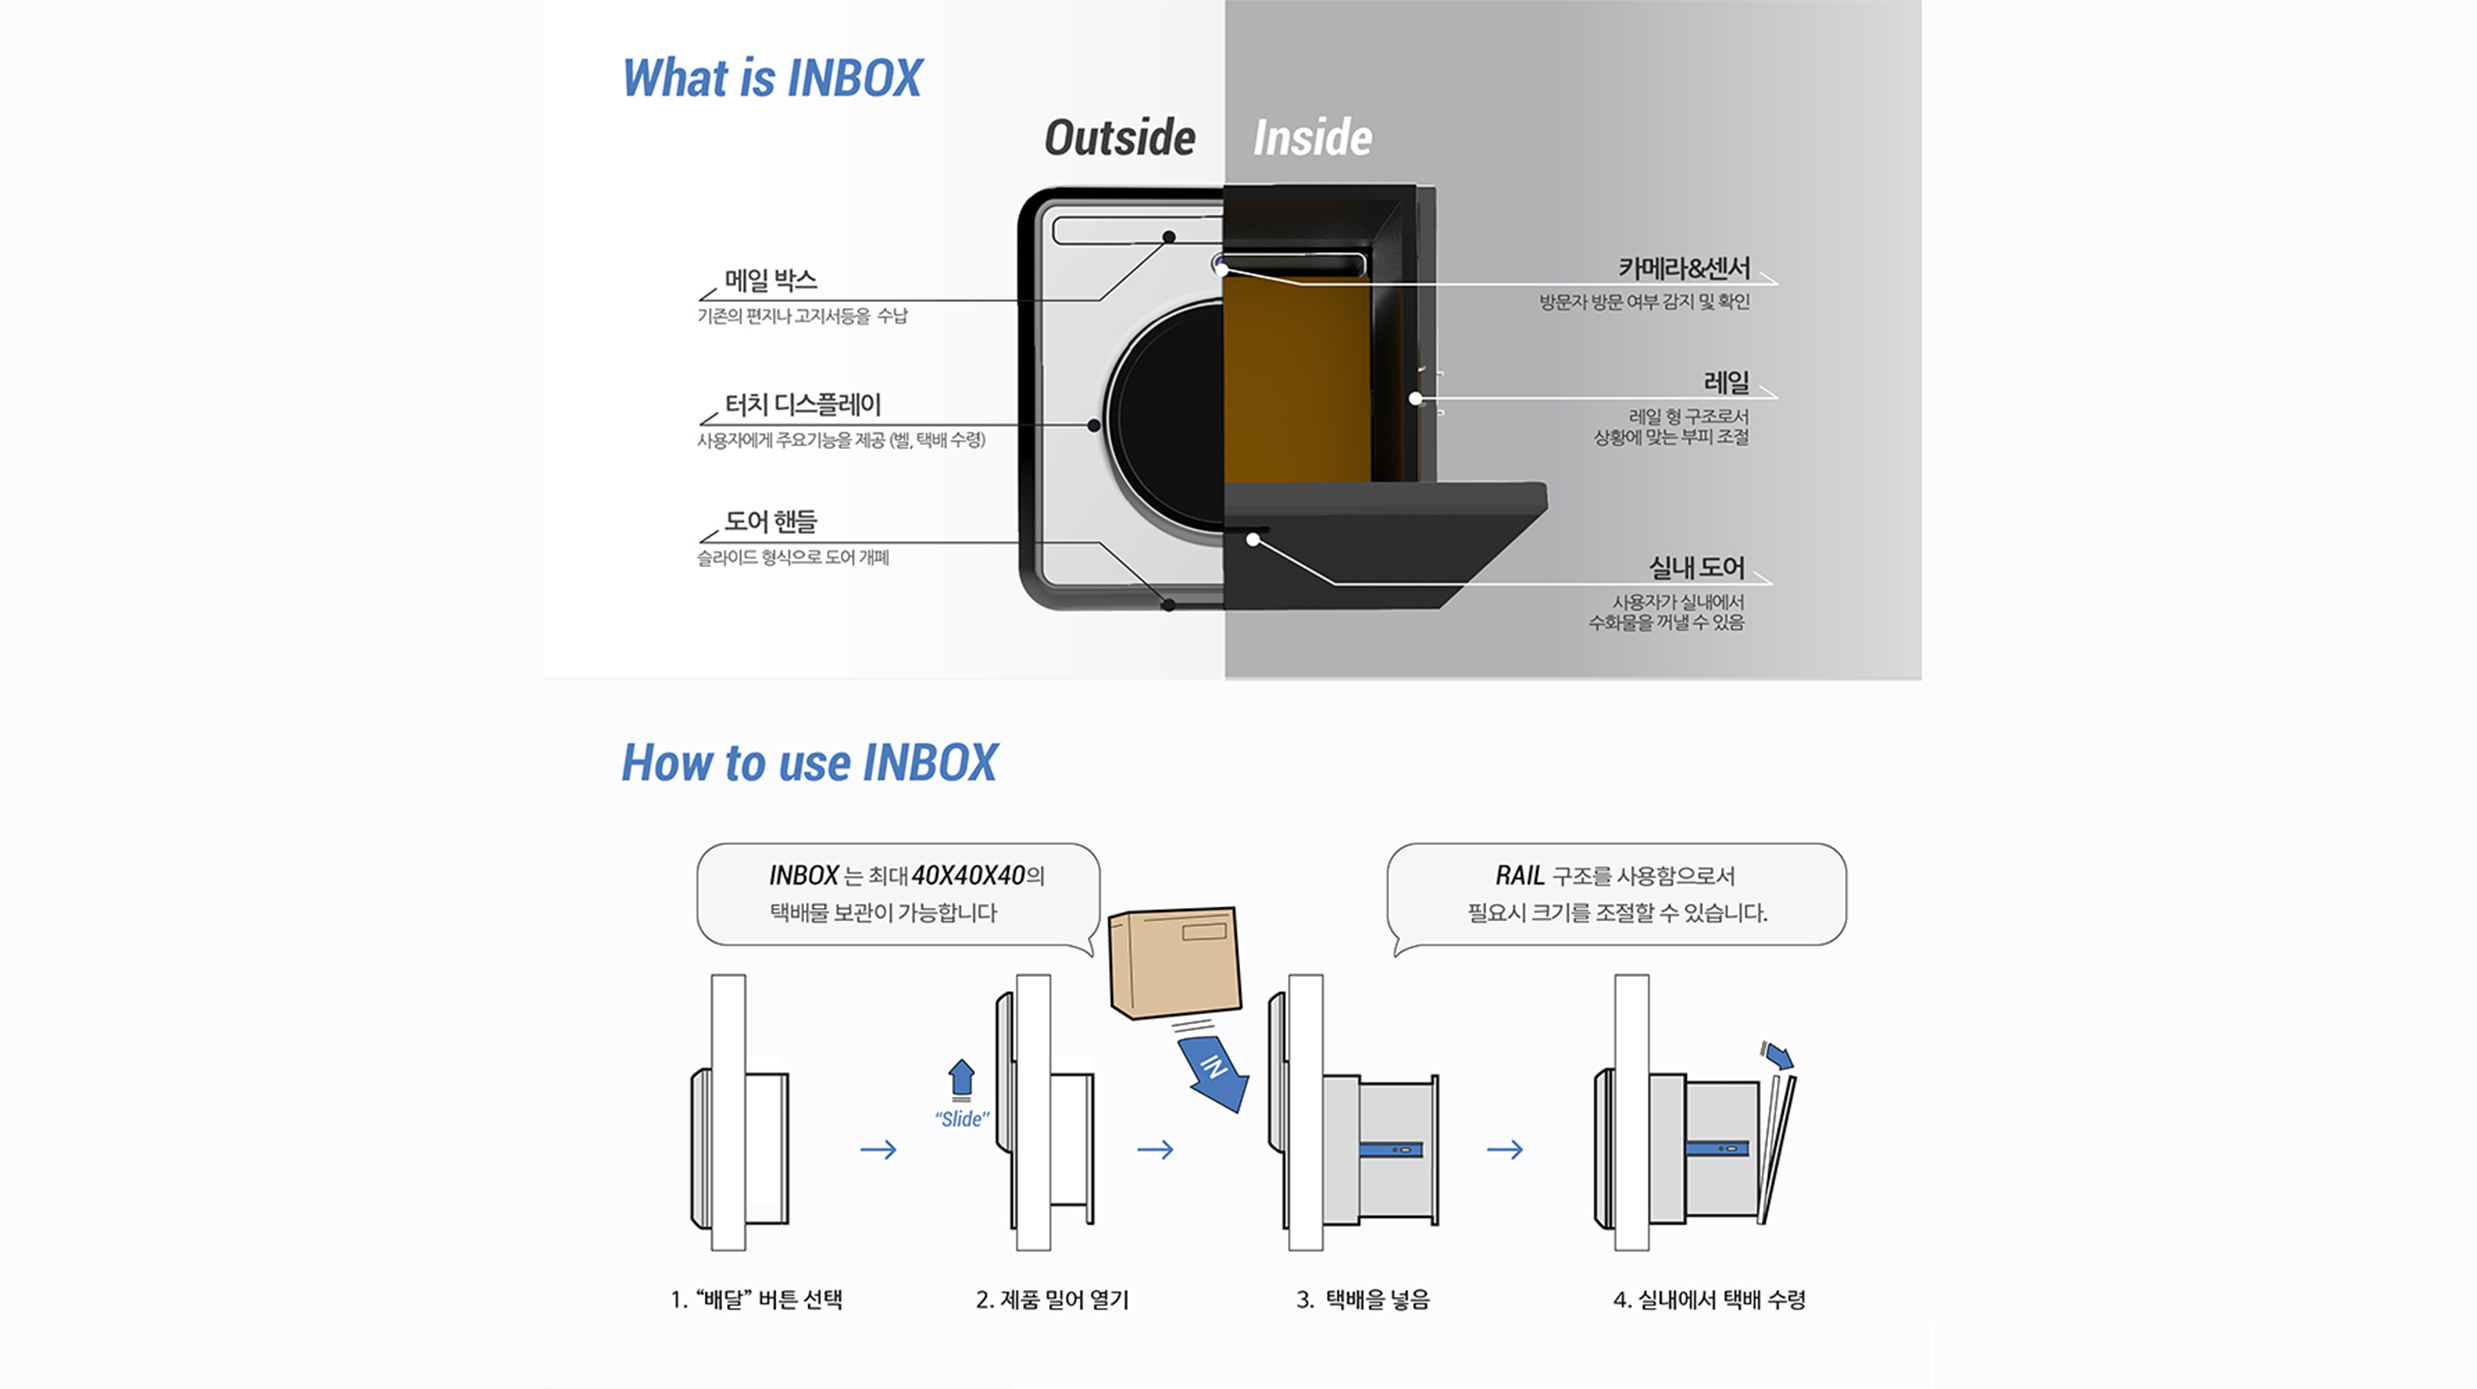 What is INBOX
Outside
Inside
메일 박스
기존의 편지나 고지서등을 수납
터치 디스플레이
사용자에게 주요기능을 제공 (벨, 택배 수령)
도어 핸들
슬라이드 형식으로 도어 개폐
카메라&센서
방문자 방문 여부 감지 및 확인
레일
레일 형 구조로서
상황에 맞는 부피 조절
실내 도어
사용자가 실내에서
수화물을 꺼낼 수 있음
How to use INBOX
INBOX 는 최대 40X40X40의
택배물 보관이 가능합니다
RAIL 구조를 사용함으로서
필요시 크기를 조절할 수 있습니다.
“Slide”
IN
1. “배달” 버튼 선택
2. 제품 밀어 열기
3. 택배을 넣음
4. 실내에서 택배 수령